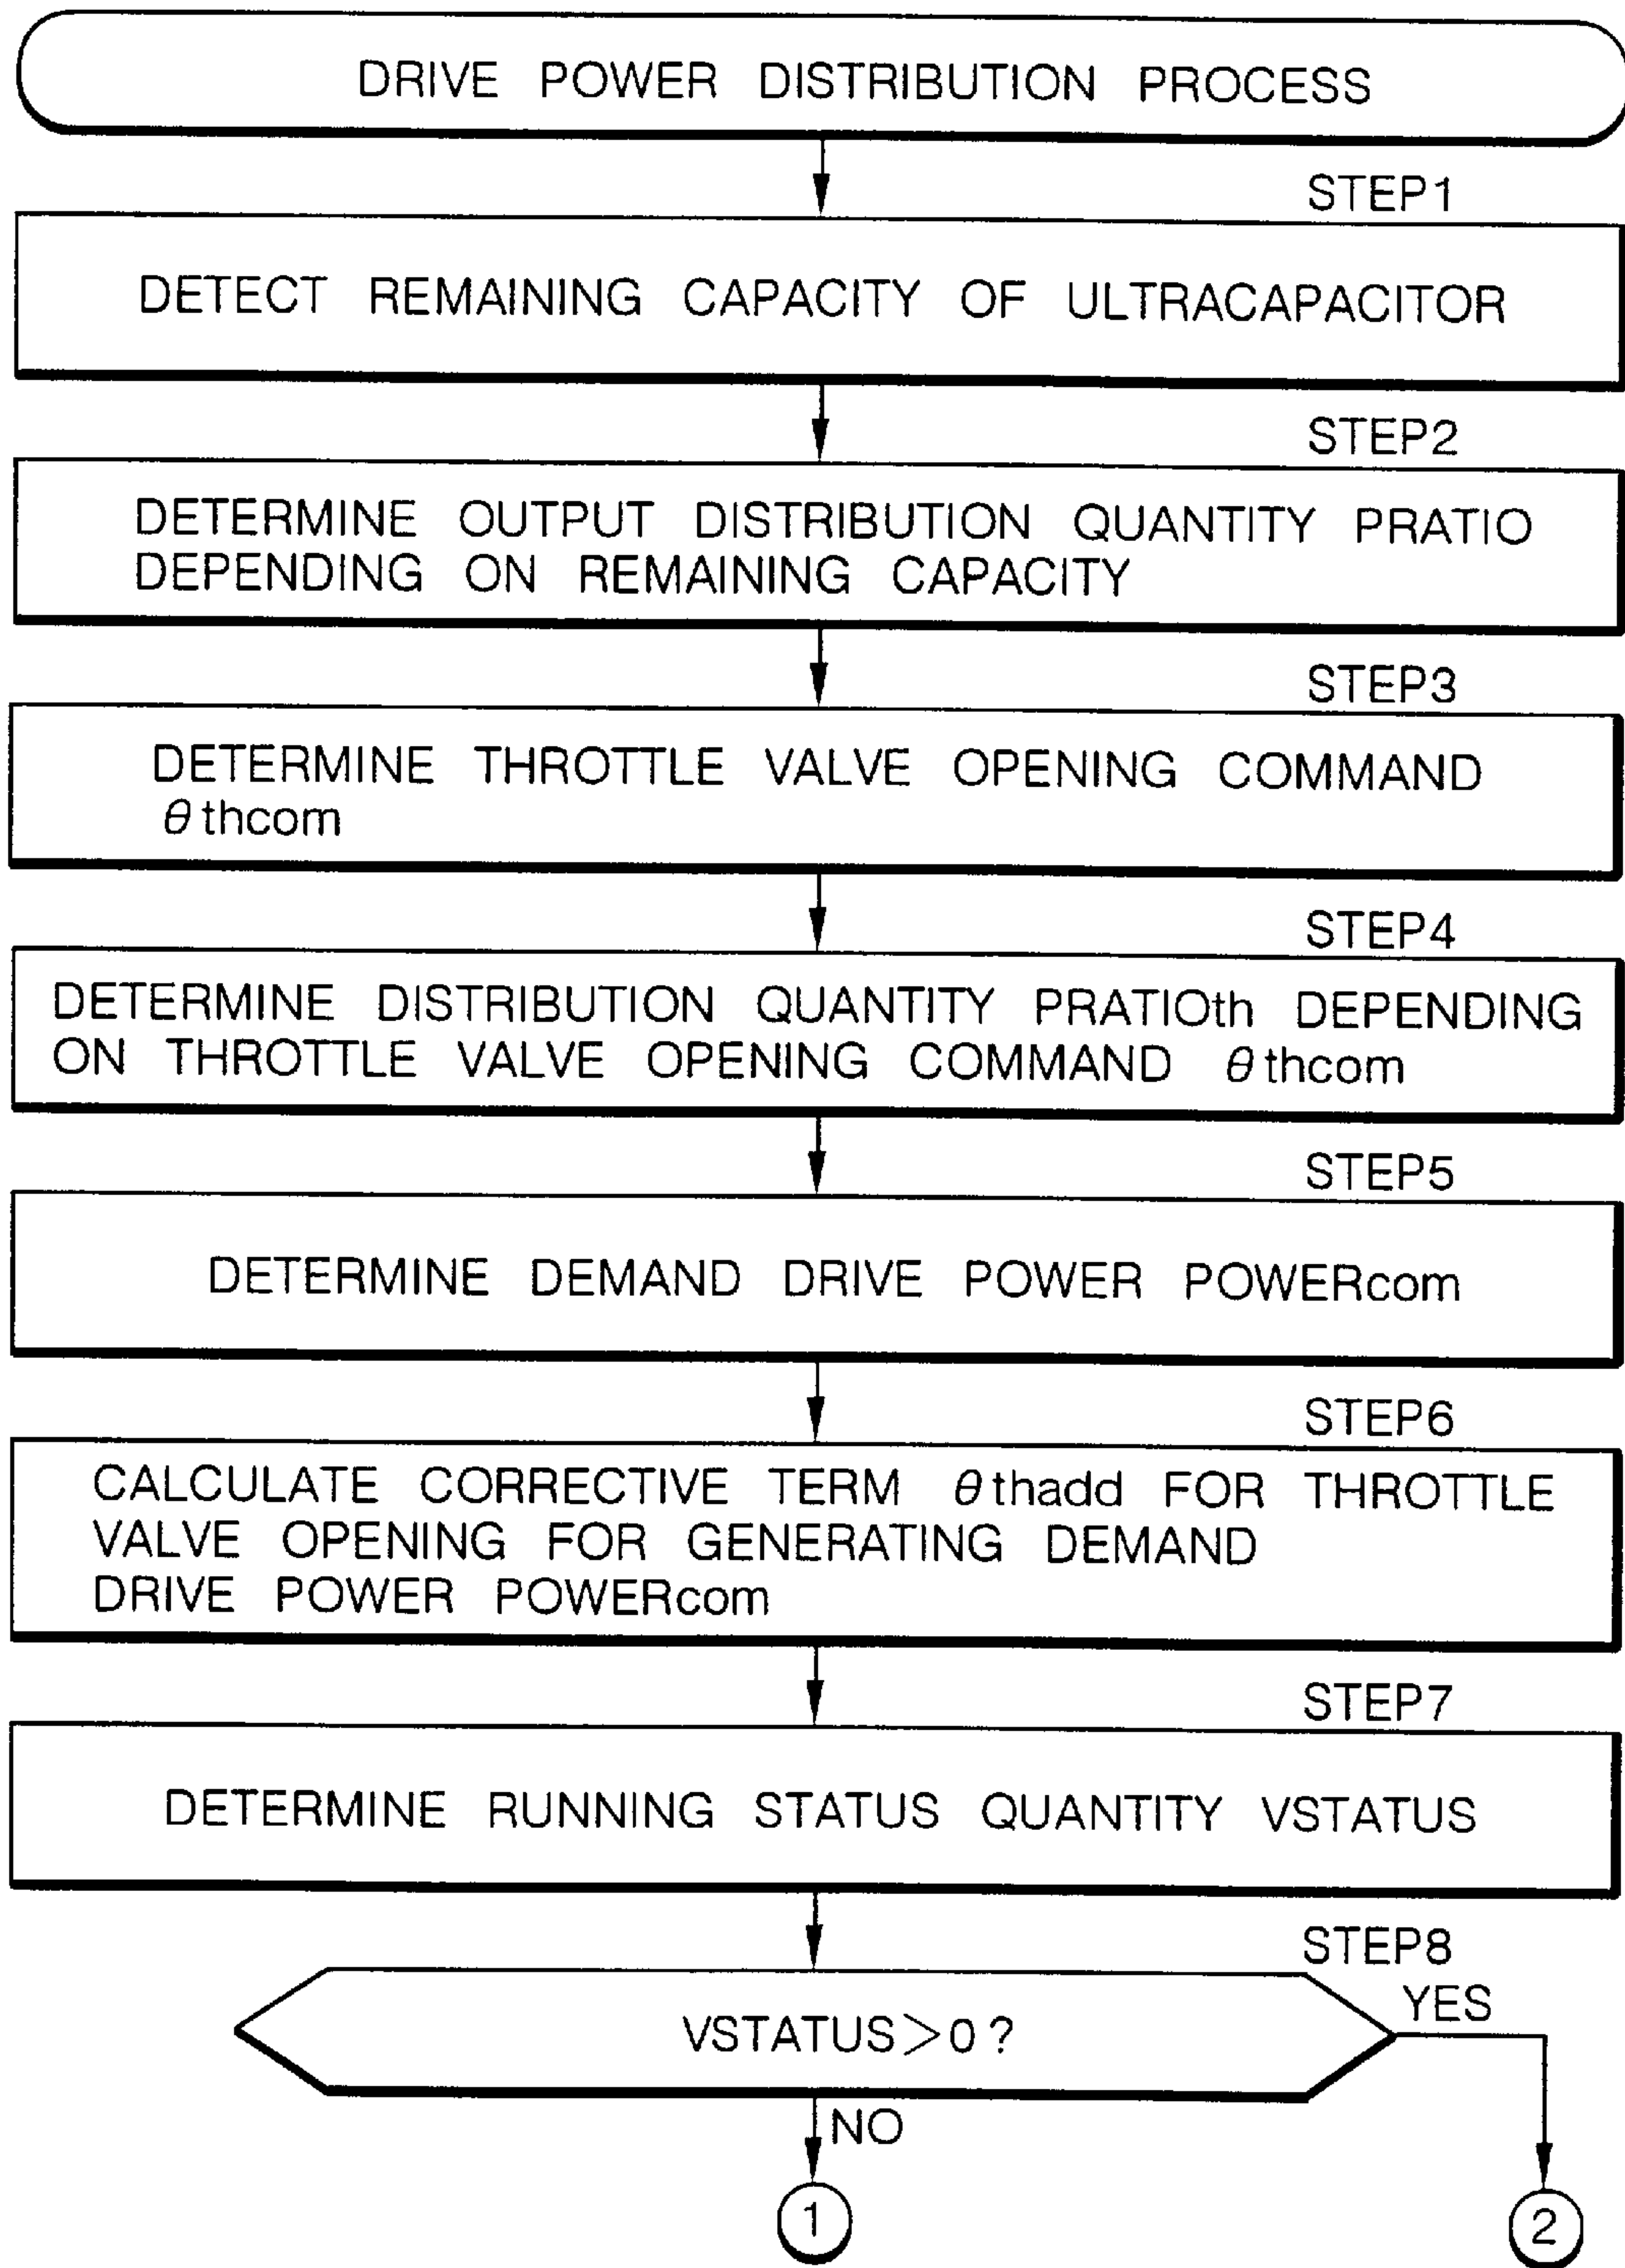 DRIVE POWER DISTRIBUTION PROCESS
STEP1
DETECT REMAINING CAPACITY OF ULTRACAPACITOR
STEP2
DETERMINE OUTPUT DISTRIBUTION QUANTITY PRATIO
DEPENDING ON REMAINING CAPACITY
STEP3
DETERMINE THROTTLE VALVE OPENING COMMAND
θthcom
STEP4
DETERMINE DISTRIBUTION QUANTITY PRATIOth DEPENDING
ON THROTTLE VALVE OPENING COMMAND θthcom
STEP5
DETERMINE DEMAND DRIVE POWER POWERcom
STEP6
CALCULATE CORRECTIVE TERM θthadd FOR THROTTLE
VALVE OPENING FOR GENERATING DEMAND
DRIVE POWER POWERcom
STEP7
DETERMINE RUNNING STATUS QUANTITY VSTATUS
STEP8
VSTATUS>0?
YES
NO
1
2